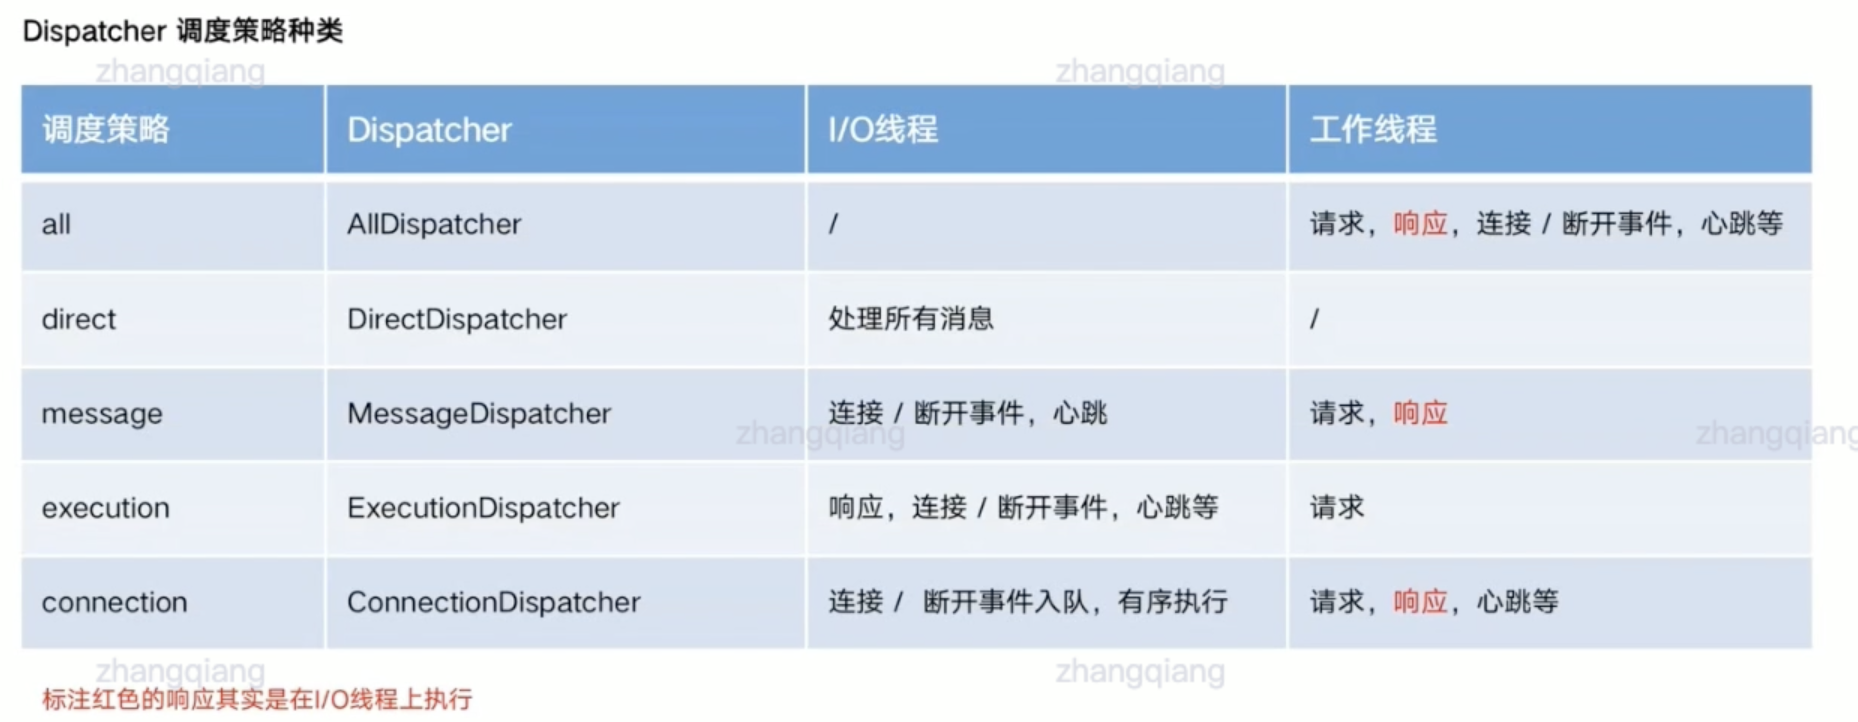 Dispatcher 调度策略种类
zhangqiang zhangqiang
调度策略 Dispatcher I/O线程 工作线程
all AllDispatcher / 请求，响应，连接 / 断开事件，心跳等
direct DirectDispatcher 处理所有消息 /
message MessageDispatcher 连接 / 断开事件，心跳 请求，响应
zhangqiang zhangqiang
execution ExecutionDispatcher 响应，连接 / 断开事件，心跳等 请求
connection ConnectionDispatcher 连接 / 断开事件入队，有序执行 请求，响应，心跳等
zhangqiang zhangqiang
标注红色的响应其实是在I/O线程上执行